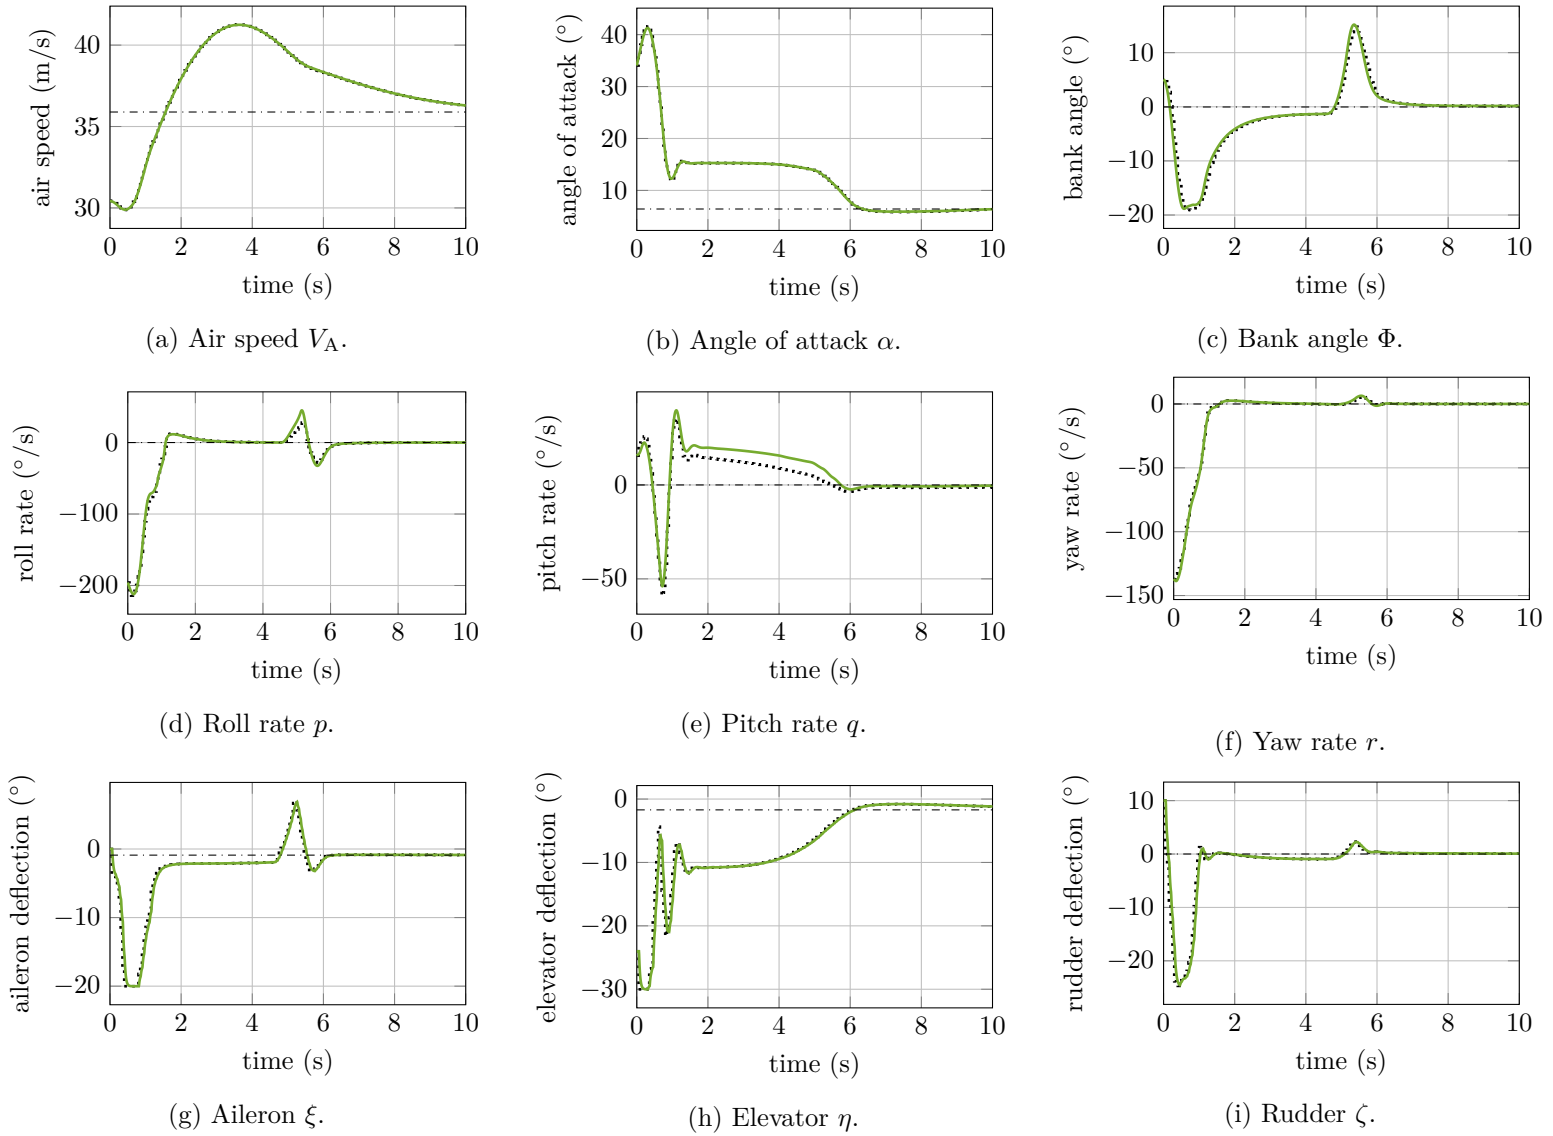 air speed (m/s)
40
35
30
0 2 4 6 8 10
time (s)
(a) Air speed V_A.
angle of attack (°)
40
30
20
10
0 2 4 6 8 10
time (s)
(b) Angle of attack α.
bank angle (°)
10
0
−10
−20
0 2 4 6 8 10
time (s)
(c) Bank angle Φ.
roll rate (°/s)
0
−100
−200
0 2 4 6 8 10
time (s)
(d) Roll rate p.
pitch rate (°/s)
0
−50
0 2 4 6 8 10
time (s)
(e) Pitch rate q.
yaw rate (°/s)
0
−50
−100
−150
0 2 4 6 8 10
time (s)
(f) Yaw rate r.
aileron deflection (°)
0
−10
−20
0 2 4 6 8 10
time (s)
(g) Aileron ξ.
elevator deflection (°)
0
−10
−20
−30
0 2 4 6 8 10
time (s)
(h) Elevator η.
rudder deflection (°)
10
0
−10
−20
0 2 4 6 8 10
time (s)
(i) Rudder ζ.